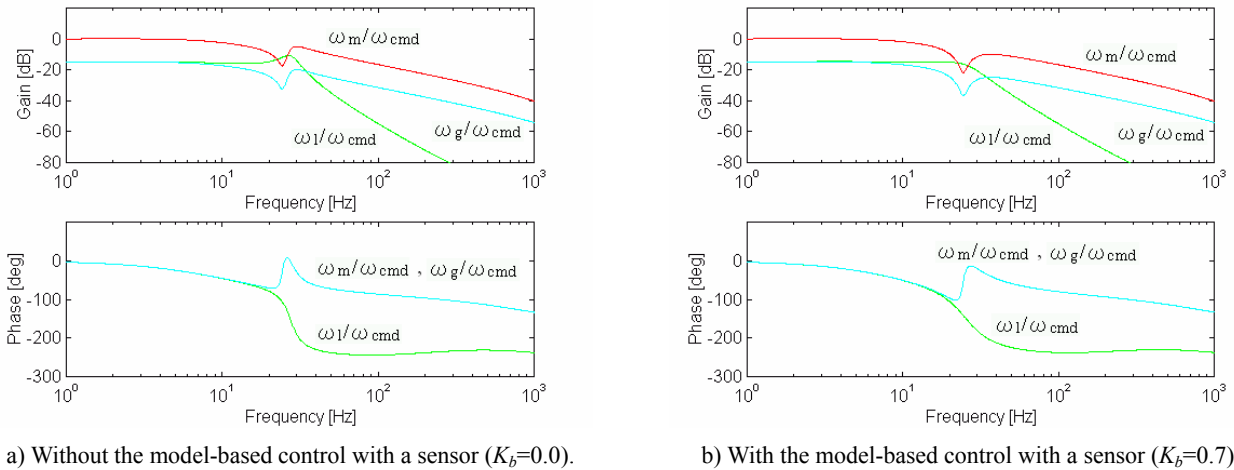 0
-20
-40
-60
-80
Gain [dB]
ωm/ωcmd
ωl/ωcmd
ωg/ωcmd
10^0 10^1 10^2 10^3
Frequency [Hz]
0
-100
-200
-300
Phase [deg]
ωm/ωcmd , ωg/ωcmd
ωl/ωcmd
10^0 10^1 10^2 10^3
Frequency [Hz]
a) Without the model-based control with a sensor (K_b=0.0).
0
-20
-40
-60
-80
Gain [dB]
ωm/ωcmd
ωl/ωcmd
ωg/ωcmd
10^0 10^1 10^2 10^3
Frequency [Hz]
0
-100
-200
-300
Phase [deg]
ωm/ωcmd , ωg/ωcmd
ωl/ωcmd
10^0 10^1 10^2 10^3
Frequency [Hz]
b) With the model-based control with a sensor (K_b=0.7)